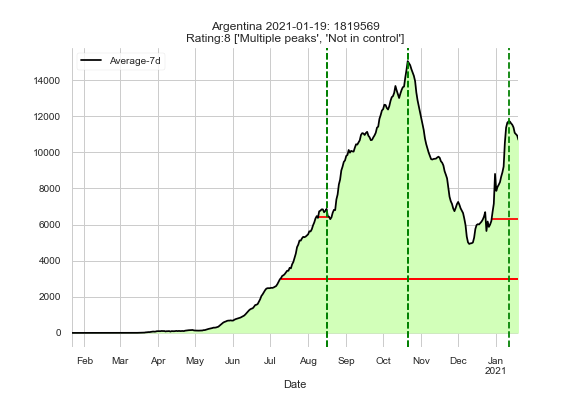 Argentina 2021-01-19: 1819569
Rating:8 ['Multiple peaks', 'Not in control']
Average-7d
14000
12000
10000
8000
6000
4000
2000
0
Feb Mar Apr May Jun Jul Aug Sep Oct Nov Dec Jan
2021
Date